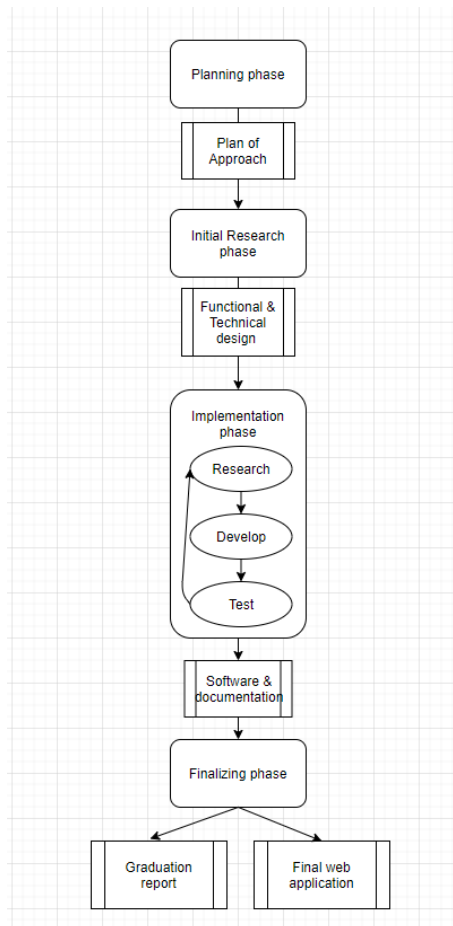 Planning phase
Plan of
Approach
Initial Research
phase
Functional &
Technical
design
Implementation
phase
Research
Develop
Test
Software &
documentation
Finalizing phase
Graduation
report
Final web
application